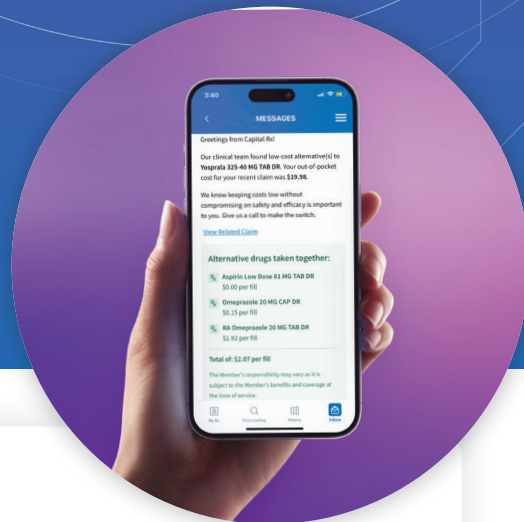 3:40
MESSAGES
Greetings from Capital Rx!
Our clinical team found low-cost alternative(s) to
Yosprala 325-40 MG TAB DR. Your out-of-pocket
cost for your recent claim was $19.98.
We know keeping costs low without
compromising on safety and efficacy is important
to you. Give us a call to make the switch.
View Related Claim
Alternative drugs taken together:
Aspirin Low Dose 81 MG TAB DR
$0.00 per fill
Omeprazole 20 MG CAP DR
$0.15 per fill
RA Omeprazole 20 MG TAB DR
$1.92 per fill
Total of: $2.07 per fill
The Member's responsibility may vary as it is
subject to the Member's benefits and coverage at
the time of service.
My Rx
Price Lookup
History
Inbox